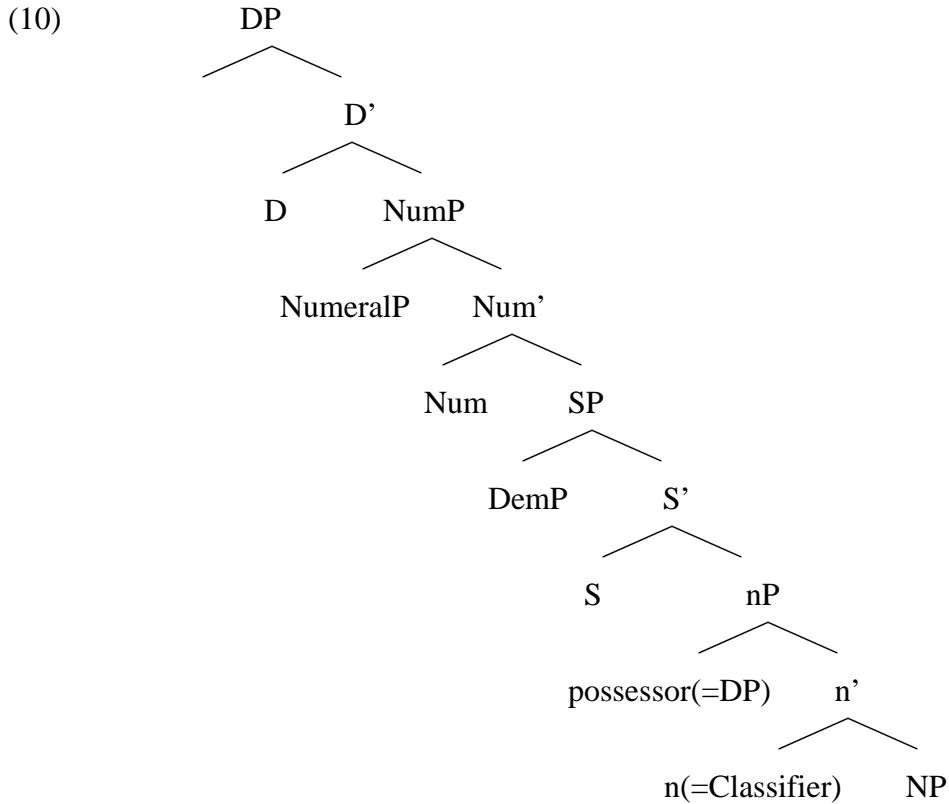 (10) DP
D’
D NumP
NumeralP Num’
Num SP
DemP S’
S nP
possessor(=DP) n’
n(=Classifier) NP